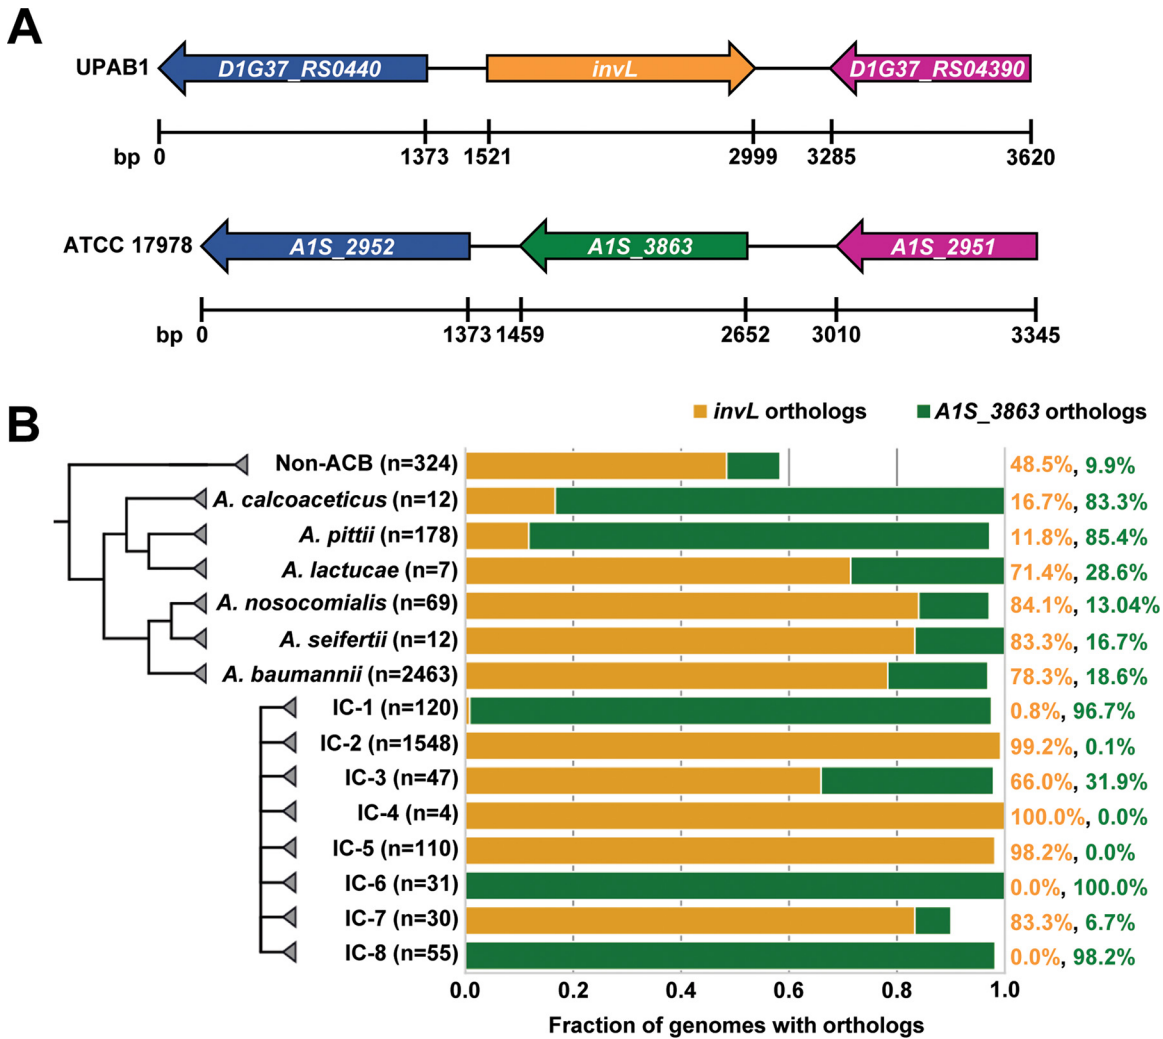 A
UPAB1 D1G37_RS0440 invL D1G37_RS04390
bp 0 1373 1521 2999 3285 3620
ATCC 17978 A1S_2952 A1S_3863 A1S_2951
bp 0 1373 1459 2652 3010 3345
B
invL orthologs A1S_3863 orthologs
Non-ACB (n=324) 48.5%, 9.9%
A. calcoaceticus (n=12) 16.7%, 83.3%
A. pittii (n=178) 11.8%, 85.4%
A. lactucae (n=7) 71.4%, 28.6%
A. nosocomialis (n=69) 84.1%, 13.04%
A. seifertii (n=12) 83.3%, 16.7%
A. baumannii (n=2463) 78.3%, 18.6%
IC-1 (n=120) 0.8%, 96.7%
IC-2 (n=1548) 99.2%, 0.1%
IC-3 (n=47) 66.0%, 31.9%
IC-4 (n=4) 100.0%, 0.0%
IC-5 (n=110) 98.2%, 0.0%
IC-6 (n=31) 0.0%, 100.0%
IC-7 (n=30) 83.3%, 6.7%
IC-8 (n=55) 0.0%, 98.2%
0.0 0.2 0.4 0.6 0.8 1.0
Fraction of genomes with orthologs